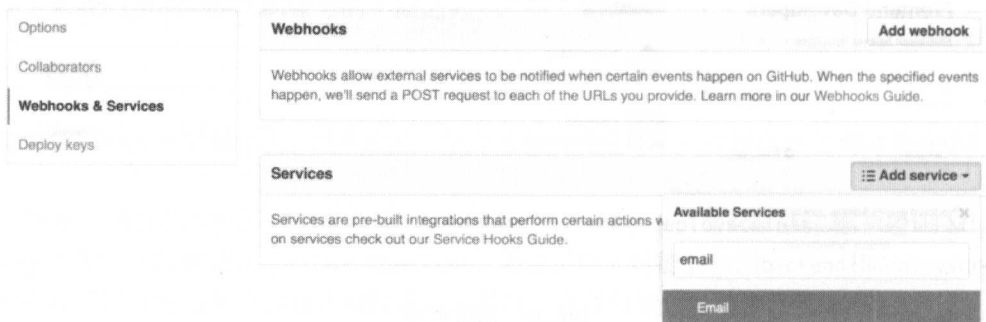 Options
Collaborators
Webhooks & Services
Deploy keys
Webhooks
Add webhook
Webhooks allow external services to be notified when certain events happen on GitHub. When the specified events
happen, we'll send a POST request to each of the URLs you provide. Learn more in our Webhooks Guide.
Services
Add service
Services are pre-built integrations that perform certain actions w
on services check out our Service Hooks Guide.
Available Services
email
Email